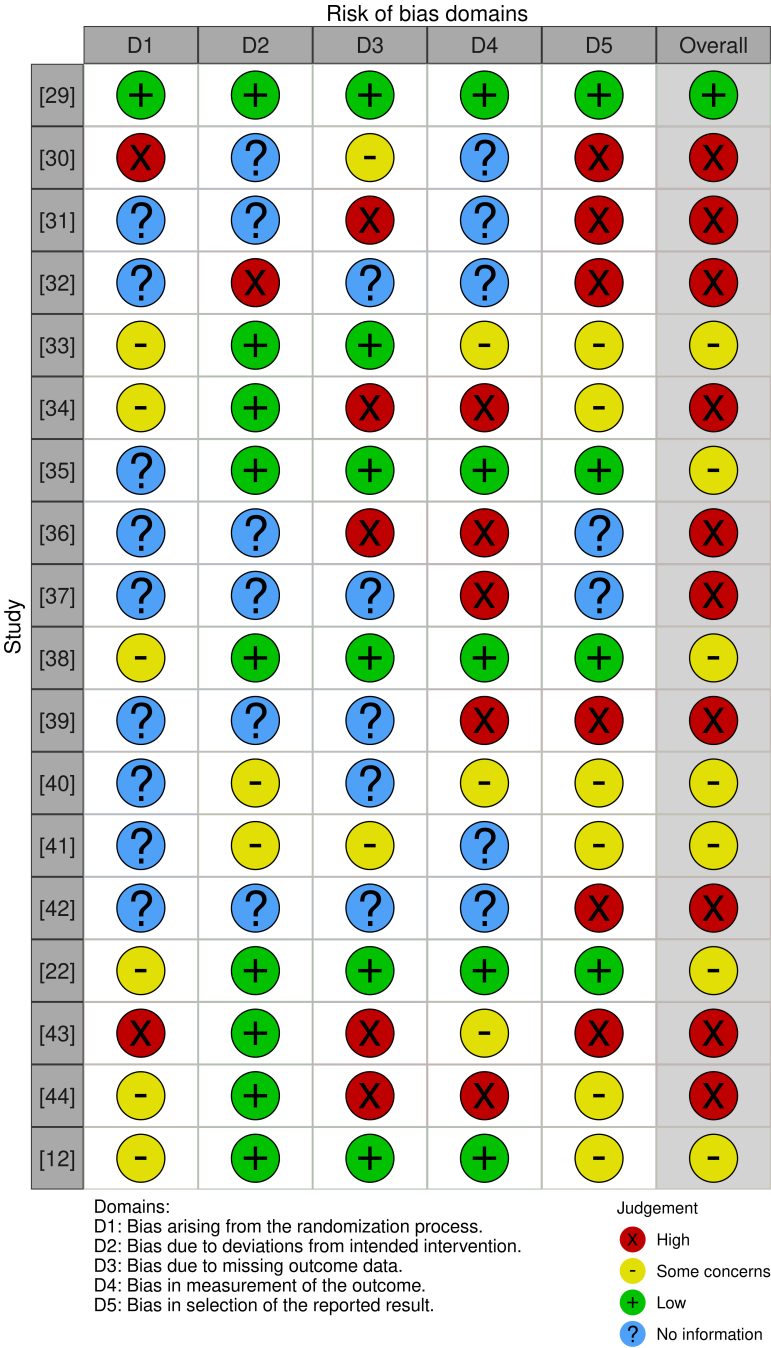 Risk of bias domains
D1 D2 D3 D4 D5 Overall
[29] + + + + + +
[30] X ? - ? X X
[31] ? ? X ? X X
[32] ? X ? ? X X
[33] - + + - - -
[34] - + X X - X
[35] ? + + + + -
[36] ? ? X X ? X
[37] ? ? ? X ? X
[38] - + + + + -
[39] ? ? ? X X X
[40] ? - ? - - -
[41] ? - - ? - -
[42] ? ? ? ? X X
[22] - + + + + -
[43] X + X - X X
[44] - + X X - X
[12] - + + + - -
Study
Domains:
D1: Bias arising from the randomization process.
D2: Bias due to deviations from intended intervention.
D3: Bias due to missing outcome data.
D4: Bias in measurement of the outcome.
D5: Bias in selection of the reported result.
Judgement
X High
- Some concerns
+ Low
? No information